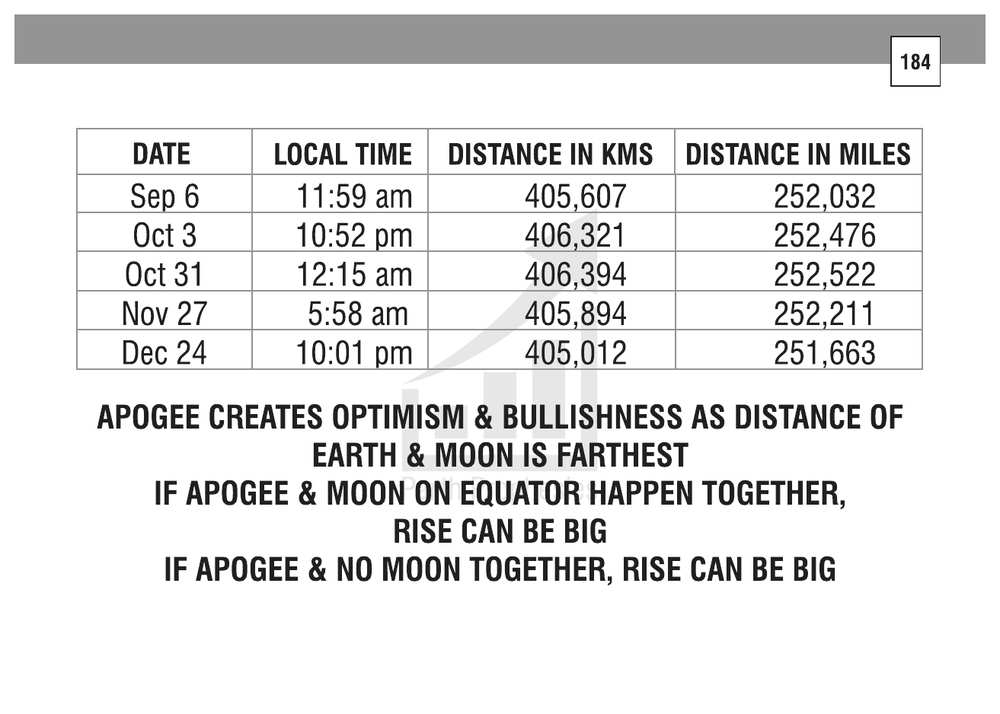 184
DATE LOCAL TIME DISTANCE IN KMS DISTANCE IN MILES
Sep 6 11:59 am 405,607 252,032
Oct 3 10:52 pm 406,321 252,476
Oct 31 12:15 am 406,394 252,522
Nov 27 5:58 am 405,894 252,211
Dec 24 10:01 pm 405,012 251,663
APOGEE CREATES OPTIMISM & BULLISHNESS AS DISTANCE OF
EARTH & MOON IS FARTHEST
IF APOGEE & MOON ON EQUATOR HAPPEN TOGETHER,
RISE CAN BE BIG
IF APOGEE & NO MOON TOGETHER, RISE CAN BE BIG